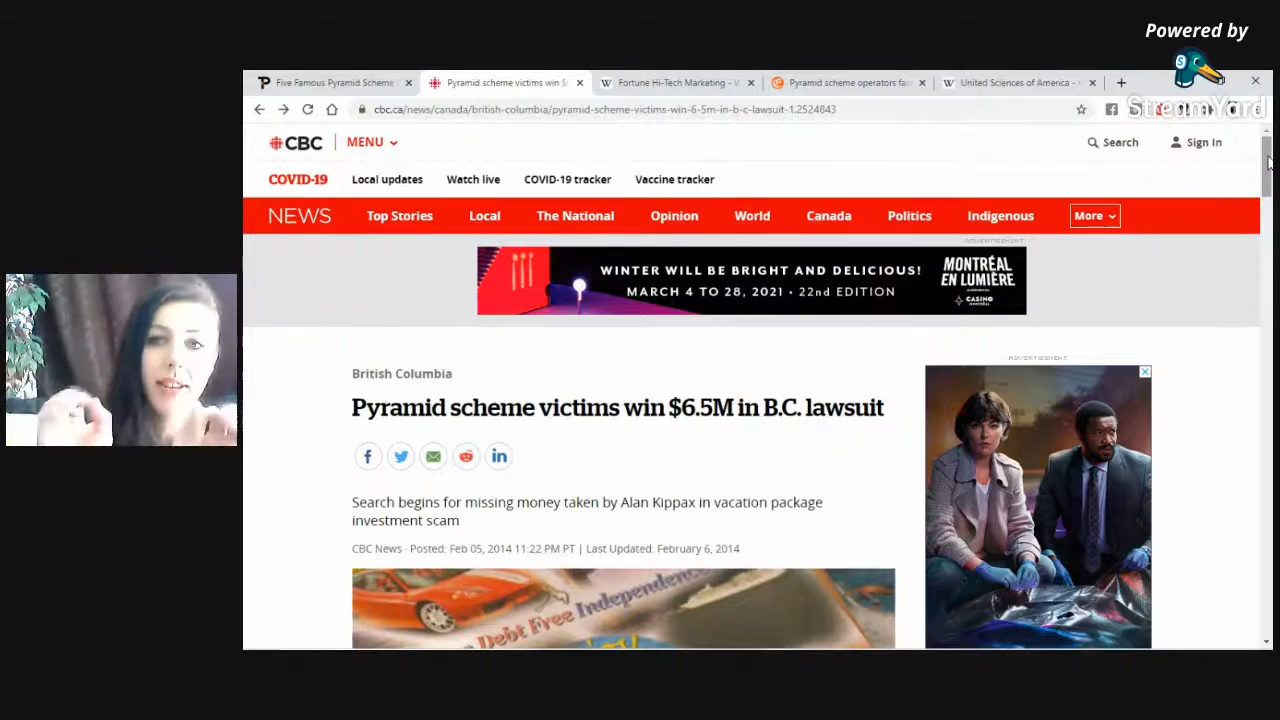 Powered by
StreamYard
Five Famous Pyramid Scheme
Pyramid scheme victims win $
Fortune Hi-Tech Marketing -
Pyramid scheme operators fac
United Sciences of America -
cbc.ca/news/canada/british-columbia/pyramid-scheme-victims-win-6-5m-in-b-c-lawsuit-1.2524843
CBC
MENU
Search
Sign In
COVID-19
Local updates
Watch live
COVID-19 tracker
Vaccine tracker
NEWS
Top Stories
Local
The National
Opinion
World
Canada
Politics
Indigenous
More
ADVERTISEMENT
WINTER WILL BE BRIGHT AND DELICIOUS!
MARCH 4 TO 28, 2021 • 22nd EDITION
MONTRÉAL
EN LUMIÈRE
CASINO
British Columbia
Pyramid scheme victims win $6.5M in B.C. lawsuit
Search begins for missing money taken by Alan Kippax in vacation package
investment scam
CBC News · Posted: Feb 05, 2014 11:22 PM PT | Last Updated: February 6, 2014
Debt Free Independence
ADVERTISEMENT